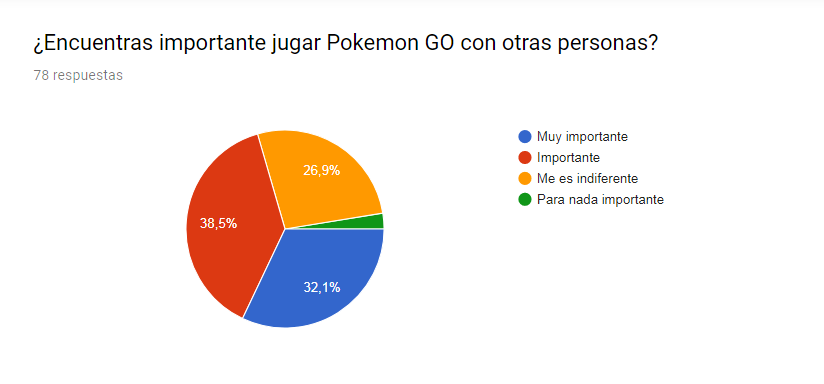 ¿Encuentras importante jugar Pokemon GO con otras personas?
78 respuestas
26,9%
38,5%
32,1%
Muy importante
Importante
Me es indiferente
Para nada importante